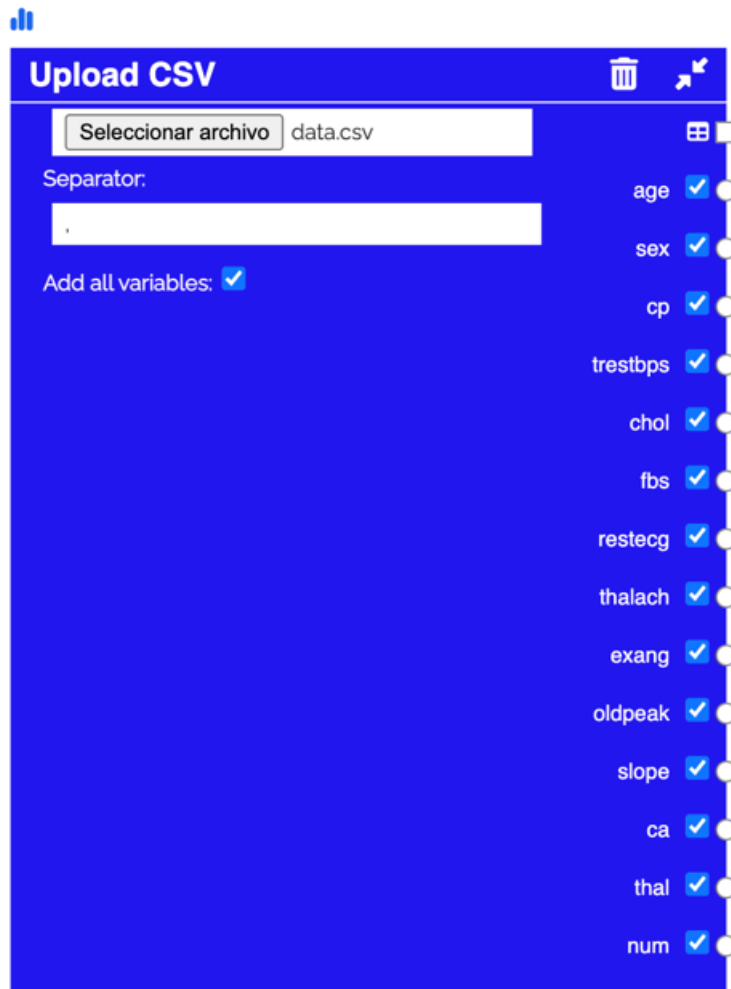 Upload CSV
Seleccionar archivo data.csv
Separator:
,
Add all variables:
age
sex
cp
trestbps
chol
fbs
restecg
thalach
exang
oldpeak
slope
ca
thal
num